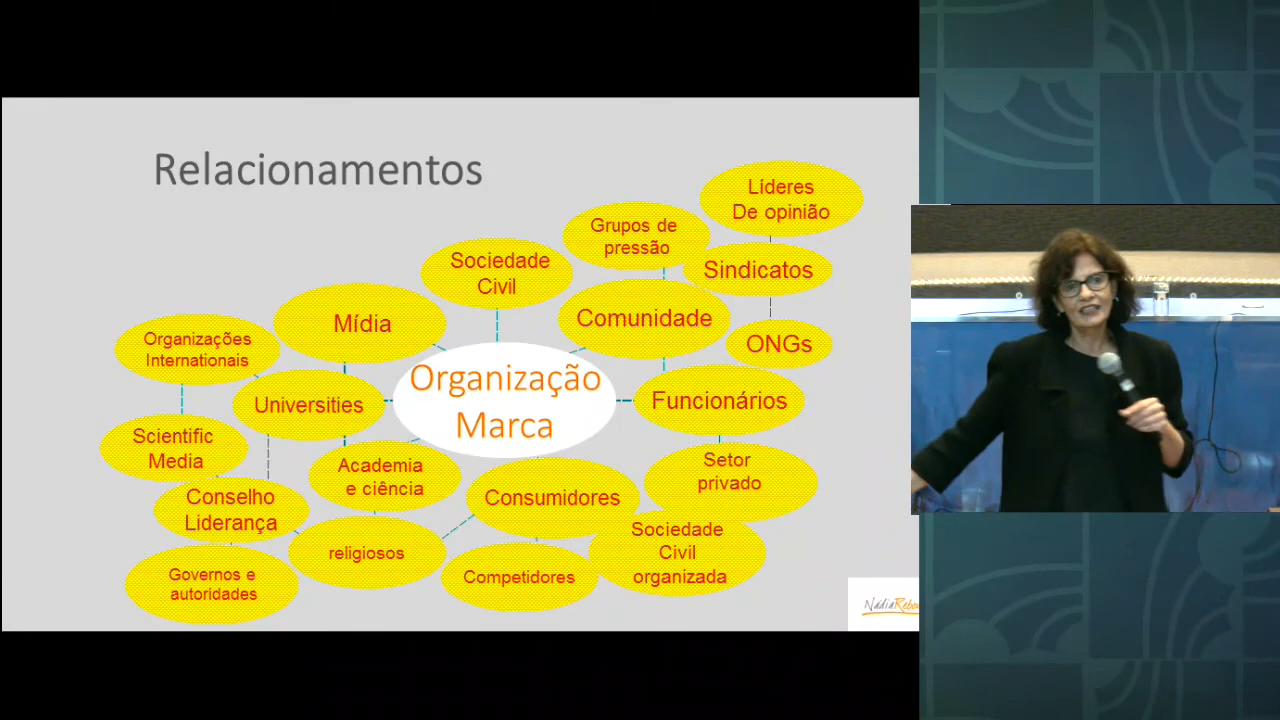 Relacionamentos
Líderes
De opinião
Grupos de
pressão
Sociedade
Civil
Sindicatos
Mídia
Comunidade
Organizações
Internationais
ONGs
Organização
Marca
Universities
Funcionários
Scientific
Media
Academia
e ciência
Setor
privado
Conselho
Liderança
Consumidores
religiosos
Sociedade
Civil
organizada
Governos e
autoridades
Competidores
Nádia